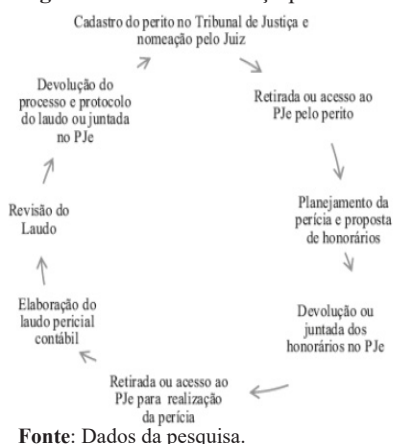 Cadastro do perito no Tribunal de Justiça e
nomeação pelo Juiz
Retirada ou acesso ao
PJe pelo perito
Planejamento da
perícia e proposta
de honorários
Devolução ou
juntada dos
honorários no PJe
Retirada ou acesso ao
PJe para realização
da perícia
Elaboração do
laudo pericial
contábil
Revisão do
Laudo
Devolução do
processo e protocolo
do laudo ou juntada
no PJe
Fonte: Dados da pesquisa.